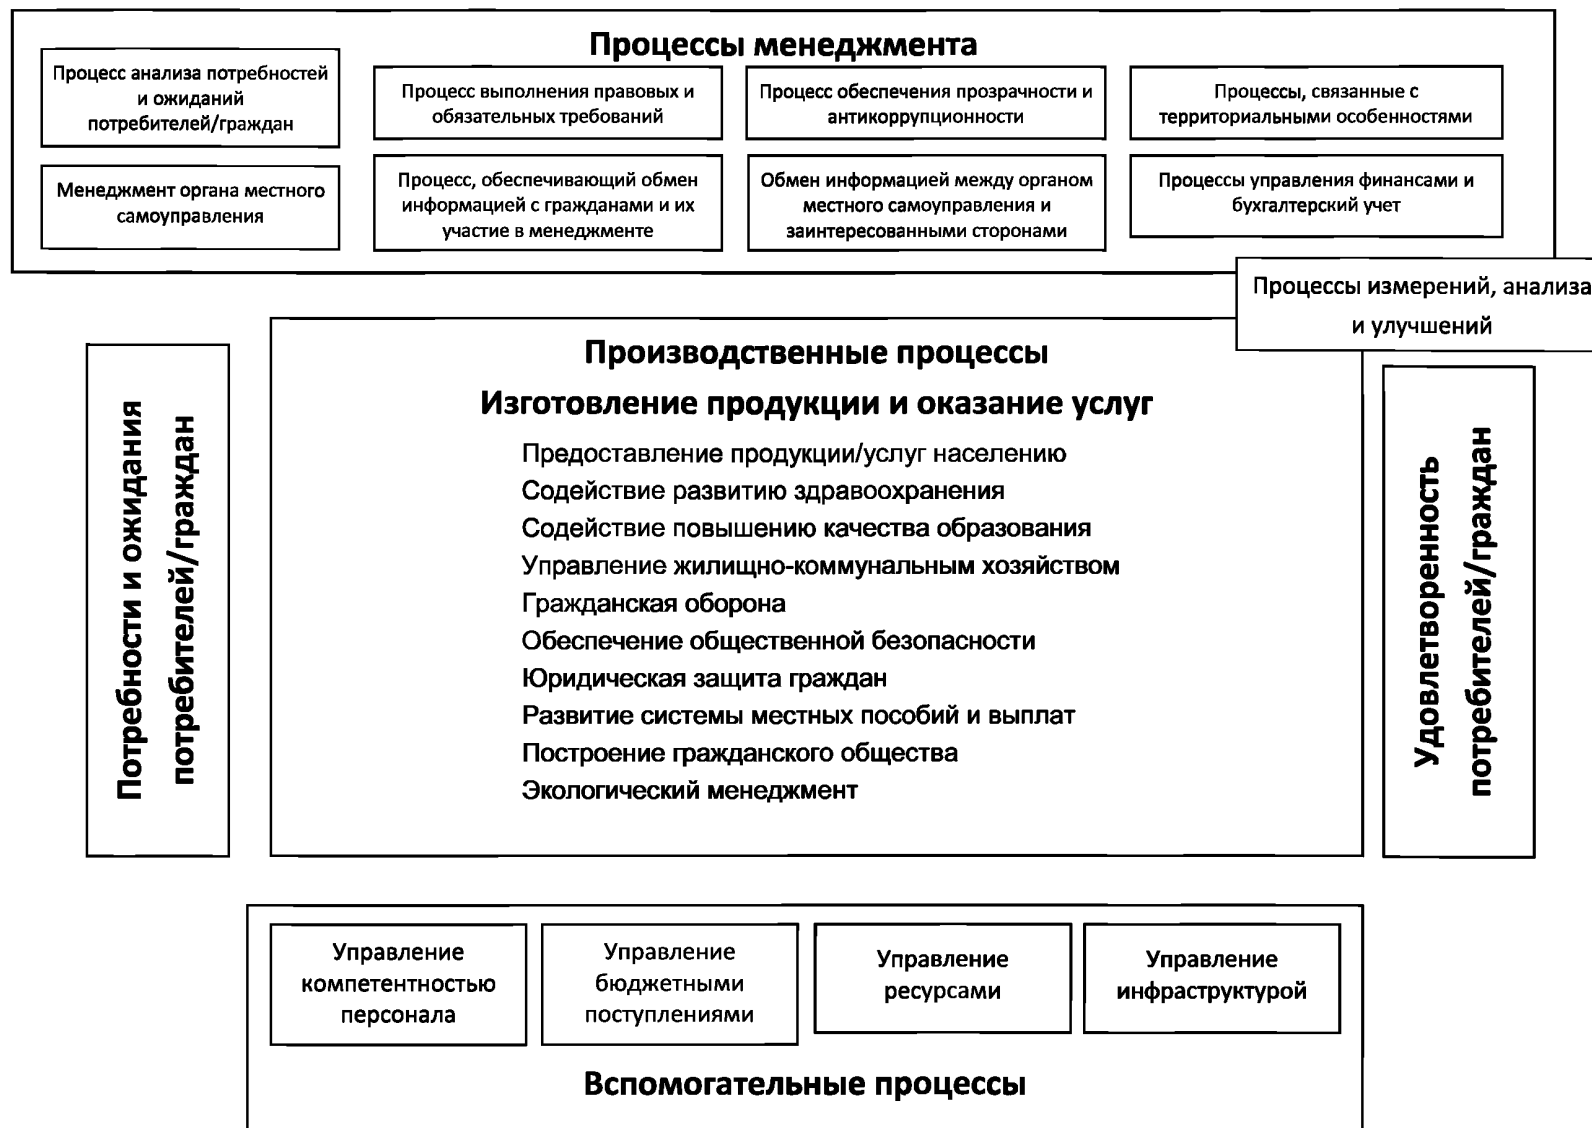 Процессы менеджмента
Процесс анализа потребностей
и ожиданий
потребителей/граждан
Процесс выполнения правовых и
обязательных требований
Процесс обеспечения прозрачности и
антикоррупционности
Процессы, связанные с
территориальными особенностями
Менеджмент органа местного
самоуправления
Процесс, обеспечивающий обмен
информацией с гражданами и их
участие в менеджменте
Обмен информацией между органом
местного самоуправления и
заинтересованными сторонами
Процессы управления финансами и
бухгалтерский учет
Процессы измерений, анализа
и улучшений
Потребности и ожидания
потребителей/граждан
Производственные процессы
Изготовление продукции и оказание услуг
Предоставление продукции/услуг населению
Содействие развитию здравоохранения
Содействие повышению качества образования
Управление жилищно-коммунальным хозяйством
Гражданская оборона
Обеспечение общественной безопасности
Юридическая защита граждан
Развитие системы местных пособий и выплат
Построение гражданского общества
Экологический менеджмент
Удовлетворенность
потребителей/граждан
Управление
компетентностью
персонала
Управление
бюджетными
поступлениями
Управление
ресурсами
Управление
инфраструктурой
Вспомогательные процессы